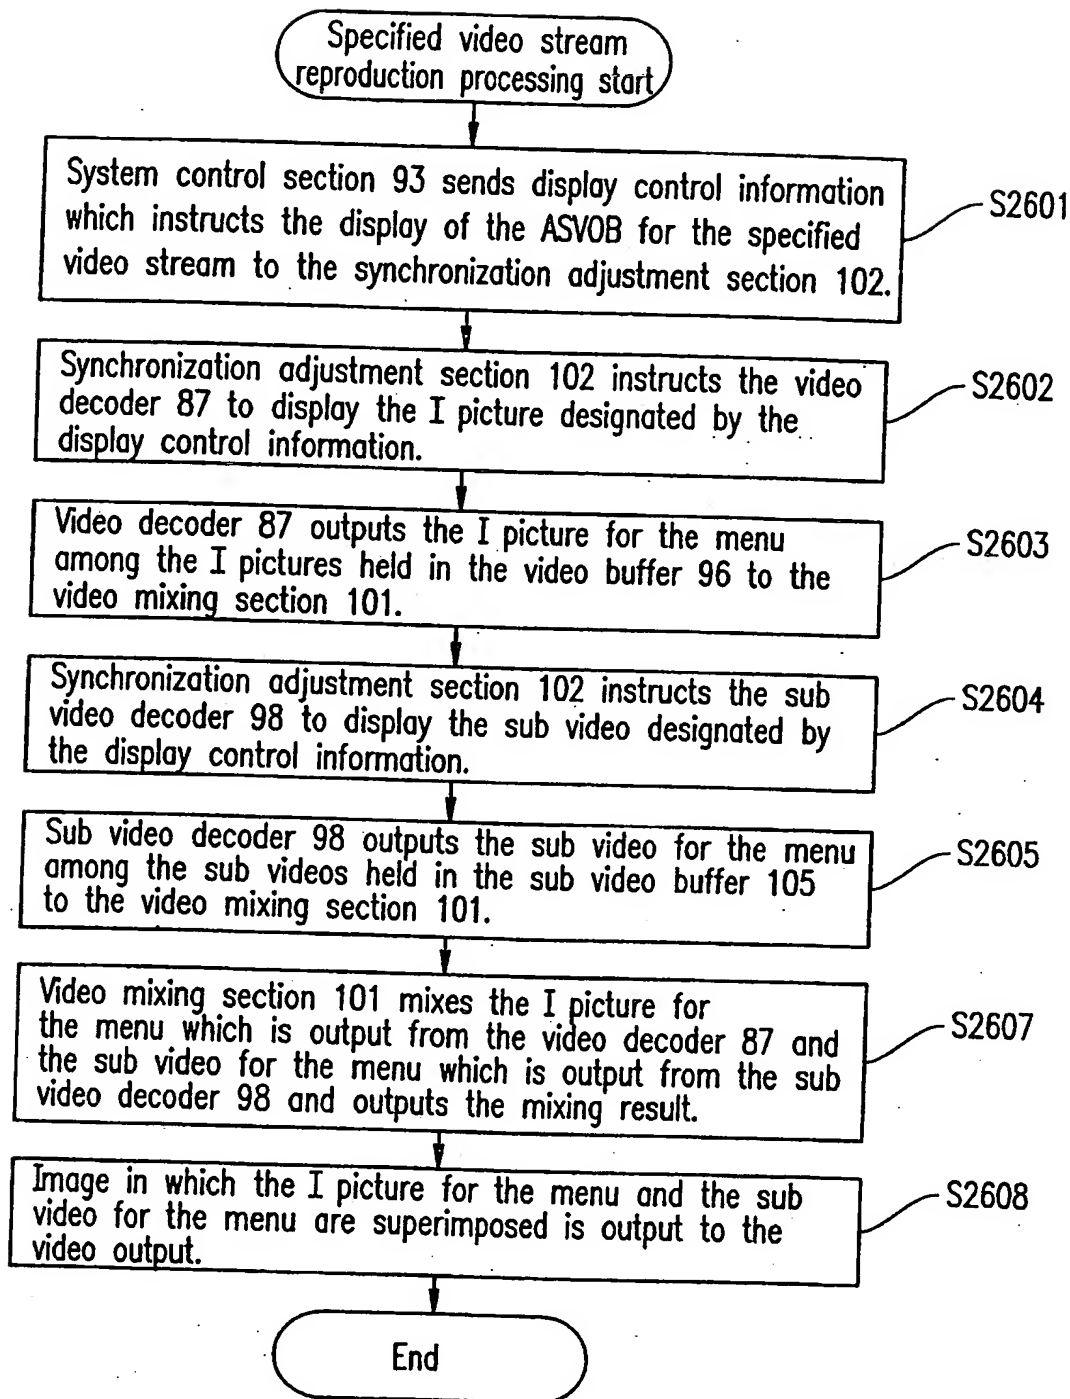 Specified video stream
reproduction processing start
System control section 93 sends display control information
which instructs the display of the ASVOB for the specified
video stream to the synchronization adjustment section 102.
S2601
Synchronization adjustment section 102 instructs the video
decoder 87 to display the I picture designated by the
display control information.
S2602
Video decoder 87 outputs the I picture for the menu
among the I pictures held in the video buffer 96 to the
video mixing section 101.
S2603
Synchronization adjustment section 102 instructs the sub
video decoder 98 to display the sub video designated by
the display control information.
S2604
Sub video decoder 98 outputs the sub video for the menu
among the sub videos held in the sub video buffer 105
to the video mixing section 101.
S2605
Video mixing section 101 mixes the I picture for
the menu which is output from the video decoder 87 and
the sub video for the menu which is output from the sub
video decoder 98 and outputs the mixing result.
S2607
Image in which the I picture for the menu and the sub
video for the menu are superimposed is output to the
video output.
S2608
End